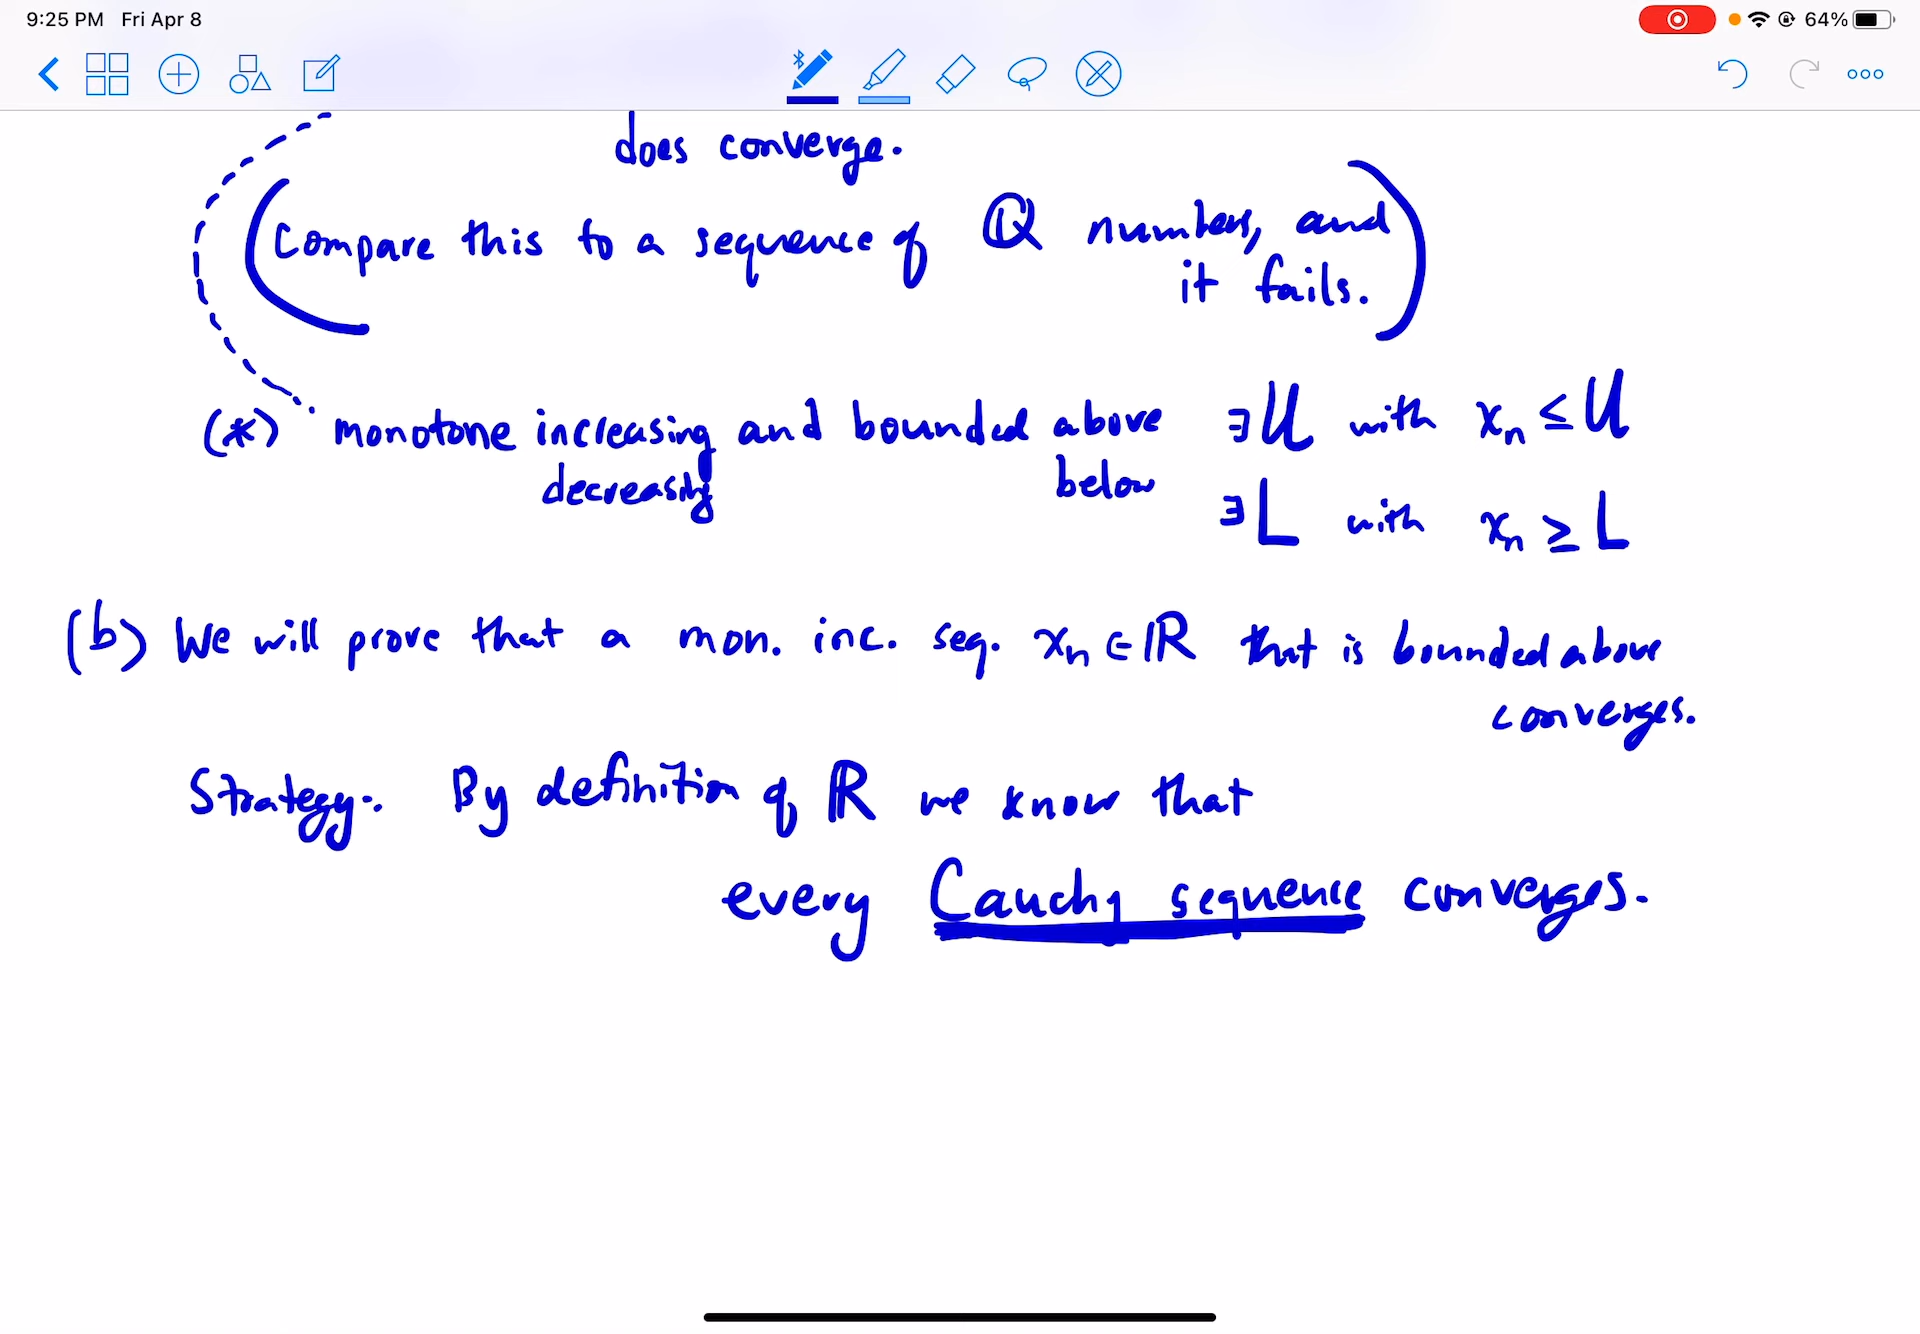 9:25 PM Fri Apr 8 64%
does converge.
(Compare this to a sequence of ℚ numbers, and
it fails.)
(*) monotone increasing and bounded above ∃ U with xₙ ≤ U
decreasing below ∃ L with xₙ ≥ L
(b) We will prove that a mon. inc. seq. xₙ ∈ ℝ that is bounded above
converges.
Strategy: By definition of ℝ we know that
every Cauchy sequence converges.